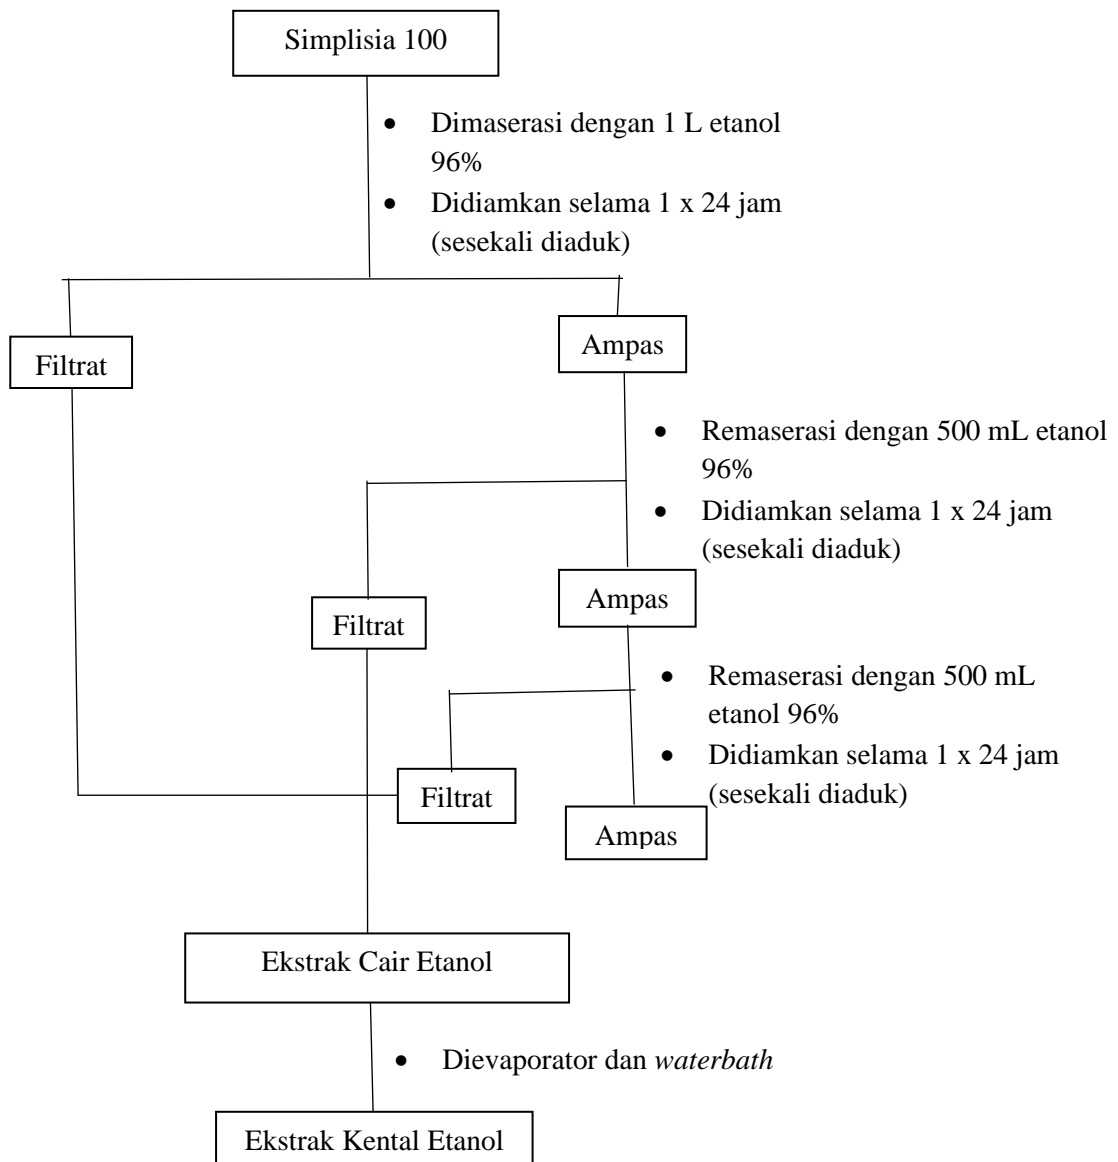 Simplisia 100
• Dimaserasi dengan 1 L etanol
96%
• Didiamkan selama 1 x 24 jam
(sesekali diaduk)
Filtrat
Ampas
• Remaserasi dengan 500 mL etanol
96%
• Didiamkan selama 1 x 24 jam
(sesekali diaduk)
Filtrat
Ampas
• Remaserasi dengan 500 mL
etanol 96%
• Didiamkan selama 1 x 24 jam
(sesekali diaduk)
Filtrat
Ampas
Ekstrak Cair Etanol
• Dievaporator dan waterbath
Ekstrak Kental Etanol